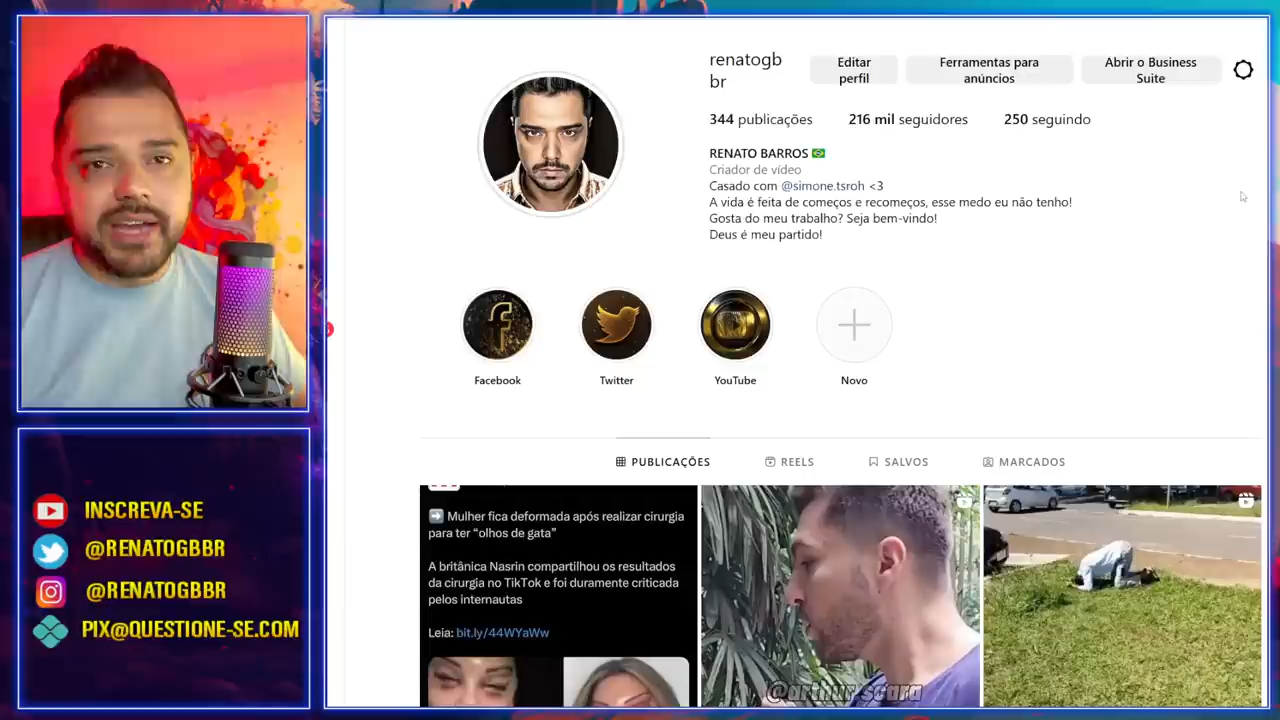 renatogb
br
Editar
perfil
Ferramentas para
anúncios
Abrir o Business
Suite
344 publicações
216 mil seguidores
250 seguindo
RENATO BARROS 🇧🇷
Criador de vídeo
Casado com @simone.tsroh <3
A vida é feita de começos e recomeços, esse medo eu não tenho!
Gosta do meu trabalho? Seja bem-vindo!
Deus é meu partido!
Facebook
Twitter
YouTube
Novo
PUBLICAÇÕES
REELS
SALVOS
MARCADOS
➡️ Mulher fica deformada após realizar cirurgia
para ter “olhos de gata”
A britânica Nasrin compartilhou os resultados
da cirurgia no TikTok e foi duramente criticada
pelos internautas
Leia: bit.ly/44WYaWw
@arthur_scara
INSCREVA-SE
@RENATOGBBR
@RENATOGBBR
PIX@QUESTIONE-SE.COM